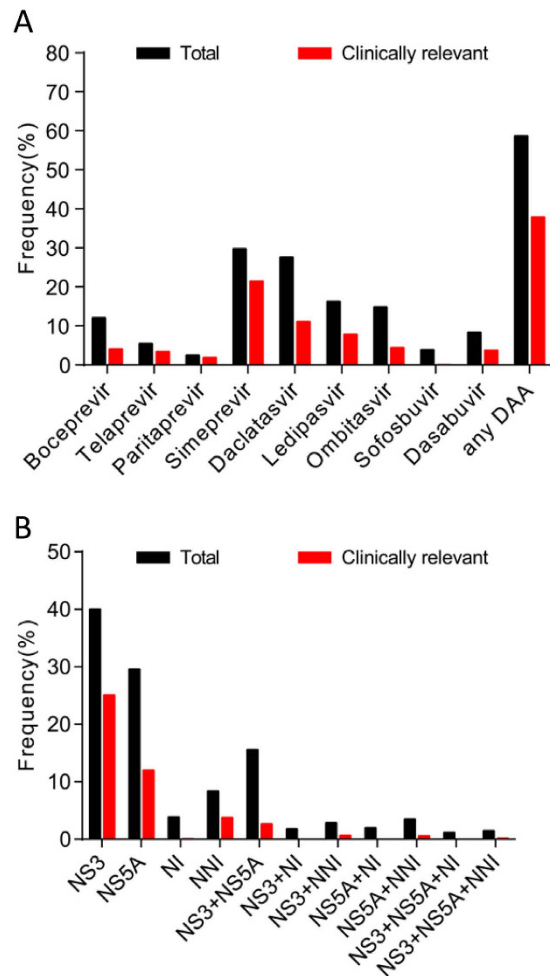 A
Total
Clinically relevant
Frequency(%)
80
70
60
50
40
30
20
10
0
Boceprevir
Telaprevir
Paritaprevir
Simeprevir
Daclatasvir
Ledipasvir
Ombitasvir
Sofosbuvir
Dasabuvir
any DAA
B
Total
Clinically relevant
Frequency(%)
50
40
30
20
10
0
NS3
NS5A
NI
NNI
NS3+NS5A
NS3+NI
NS3+NNI
NS5A+NI
NS5A+NNI
NS3+NS5A+NI
NS3+NS5A+NNI